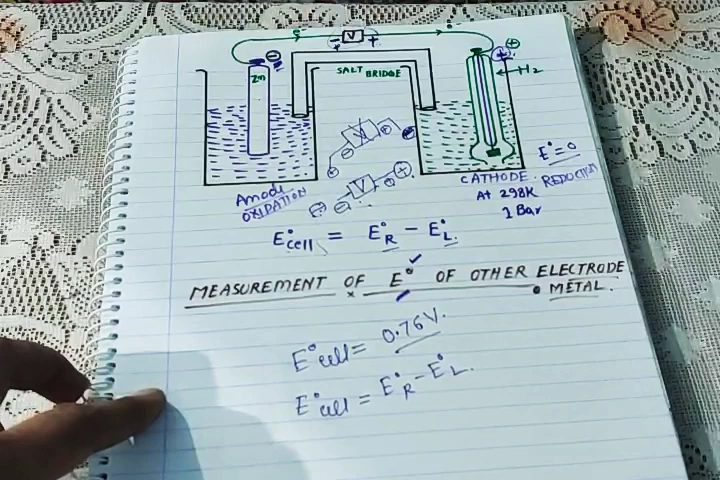 e⁻ V e⁻
- +
Zn SALT BRIDGE H₂
V
V
E° = 0
Anode CATHODE : REDUCTION
OXIDATION At 298K
1 Bar
E°cell = E°R - E°L.
MEASUREMENT OF E° OF OTHER ELECTRODE
METAL.
E°cell = 0.76V.
E°cell = E°R - E°L.